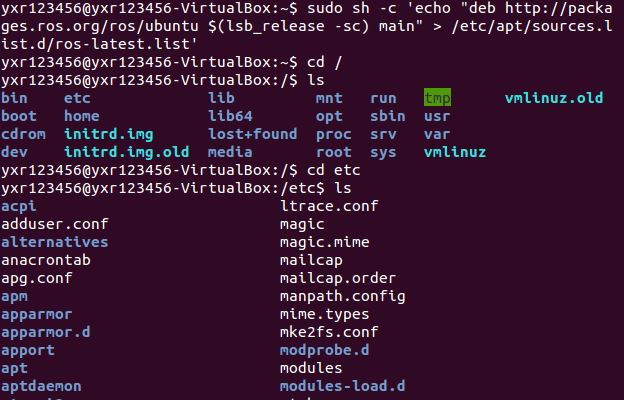 yxr123456@yxr123456-VirtualBox:~$ sudo sh -c 'echo "deb http://packa
ges.ros.org/ros/ubuntu $(lsb_release -sc) main" > /etc/apt/sources.l
ist.d/ros-latest.list'
yxr123456@yxr123456-VirtualBox:~$ cd /
yxr123456@yxr123456-VirtualBox:/$ ls
bin etc lib mnt run tmp vmlinuz.old
boot home lib64 opt sbin usr
cdrom initrd.img lost+found proc srv var
dev initrd.img.old media root sys vmlinuz
yxr123456@yxr123456-VirtualBox:/$ cd etc
yxr123456@yxr123456-VirtualBox:/etc$ ls
acpi ltrace.conf
adduser.conf magic
alternatives magic.mime
anacrontab mailcap
apg.conf mailcap.order
apm manpath.config
apparmor mime.types
apparmor.d mke2fs.conf
apport modprobe.d
apt modules
aptdaemon modules-load.d